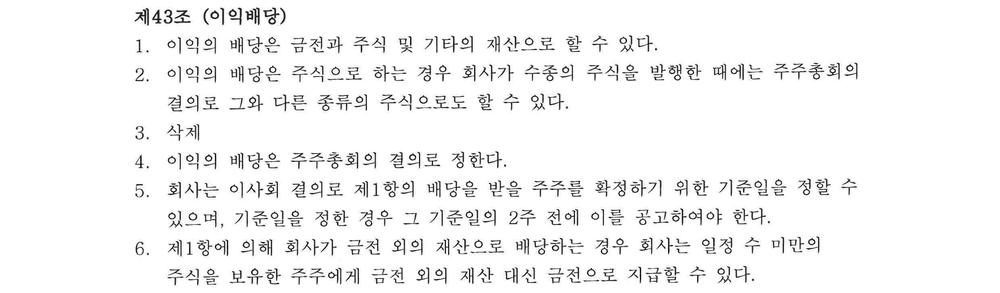 제43조 (이익배당)
1. 이익의 배당은 금전과 주식 및 기타의 재산으로 할 수 있다.
2. 이익의 배당은 주식으로 하는 경우 회사가 수종의 주식을 발행한 때에는 주주총회의
결의로 그와 다른 종류의 주식으로도 할 수 있다.
3. 삭제
4. 이익의 배당은 주주총회의 결의로 정한다.
5. 회사는 이사회 결의로 제1항의 배당을 받을 주주를 확정하기 위한 기준일을 정할 수
있으며, 기준일을 정한 경우 그 기준일의 2주 전에 이를 공고하여야 한다.
6. 제1항에 의해 회사가 금전 외의 재산으로 배당하는 경우 회사는 일정 수 미만의
주식을 보유한 주주에게 금전 외의 재산 대신 금전으로 지급할 수 있다.